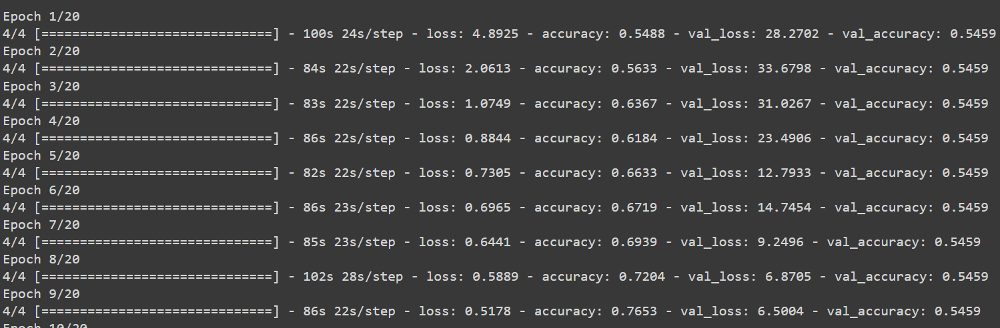 Epoch 1/20
4/4 [==============================] - 100s 24s/step - loss: 4.8925 - accuracy: 0.5488 - val_loss: 28.2702 - val_accuracy: 0.5459
Epoch 2/20
4/4 [==============================] - 84s 22s/step - loss: 2.0613 - accuracy: 0.5633 - val_loss: 33.6798 - val_accuracy: 0.5459
Epoch 3/20
4/4 [==============================] - 83s 22s/step - loss: 1.0749 - accuracy: 0.6367 - val_loss: 31.0267 - val_accuracy: 0.5459
Epoch 4/20
4/4 [==============================] - 86s 22s/step - loss: 0.8844 - accuracy: 0.6184 - val_loss: 23.4906 - val_accuracy: 0.5459
Epoch 5/20
4/4 [==============================] - 82s 22s/step - loss: 0.7305 - accuracy: 0.6633 - val_loss: 12.7933 - val_accuracy: 0.5459
Epoch 6/20
4/4 [==============================] - 86s 23s/step - loss: 0.6965 - accuracy: 0.6719 - val_loss: 14.7454 - val_accuracy: 0.5459
Epoch 7/20
4/4 [==============================] - 85s 23s/step - loss: 0.6441 - accuracy: 0.6939 - val_loss: 9.2496 - val_accuracy: 0.5459
Epoch 8/20
4/4 [==============================] - 102s 28s/step - loss: 0.5889 - accuracy: 0.7204 - val_loss: 6.8705 - val_accuracy: 0.5459
Epoch 9/20
4/4 [==============================] - 86s 22s/step - loss: 0.5178 - accuracy: 0.7653 - val_loss: 6.5004 - val_accuracy: 0.5459
Epoch 10/20